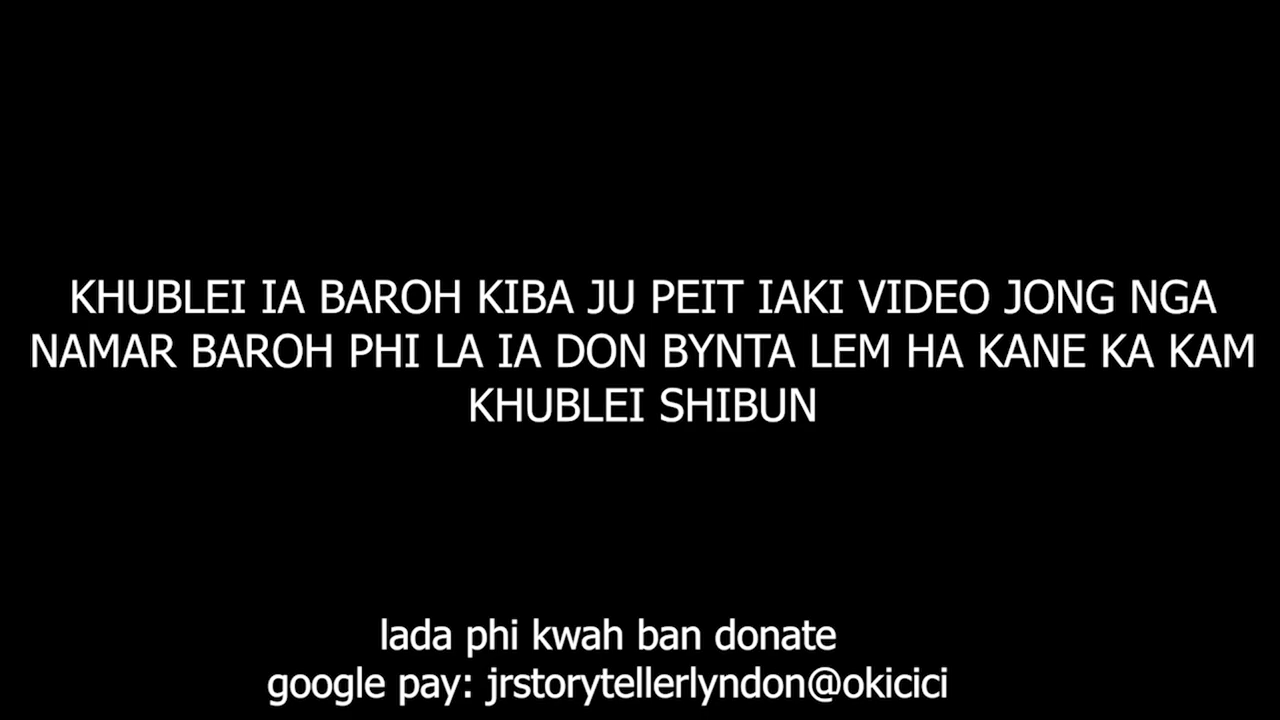 KHUBLEI IA BAROH KIBA JU PEIT IAKI VIDEO JONG NGA
NAMAR BAROH PHI LA IA DON BYNTA LEM HA KANE KA KAM
KHUBLEI SHIBUN
lada phi kwah ban donate
google pay: jrstorytellerlyndon@okicici